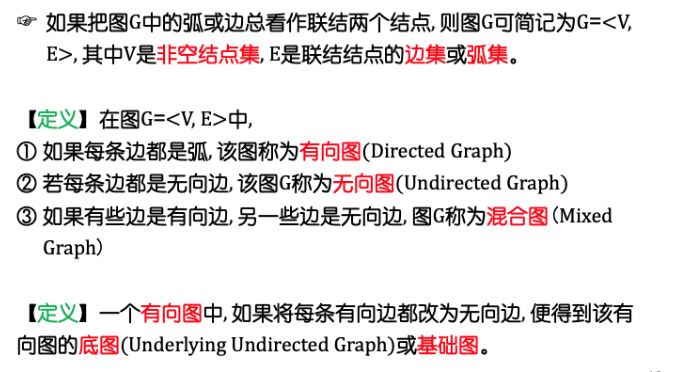 ☞ 如果把图G中的弧或边总看作联结两个结点, 则图G可简记为G=<V,
E>, 其中V是非空结点集, E是联结结点的边集或弧集。
【定义】在图G=<V, E>中,
① 如果每条边都是弧, 该图称为有向图(Directed Graph)
② 若每条边都是无向边, 该图G称为无向图(Undirected Graph)
③ 如果有些边是有向边, 另一些边是无向边, 图G称为混合图(Mixed
Graph)
【定义】一个有向图中, 如果将每条有向边都改为无向边, 便得到该有
向图的底图(Underlying Undirected Graph)或基础图。